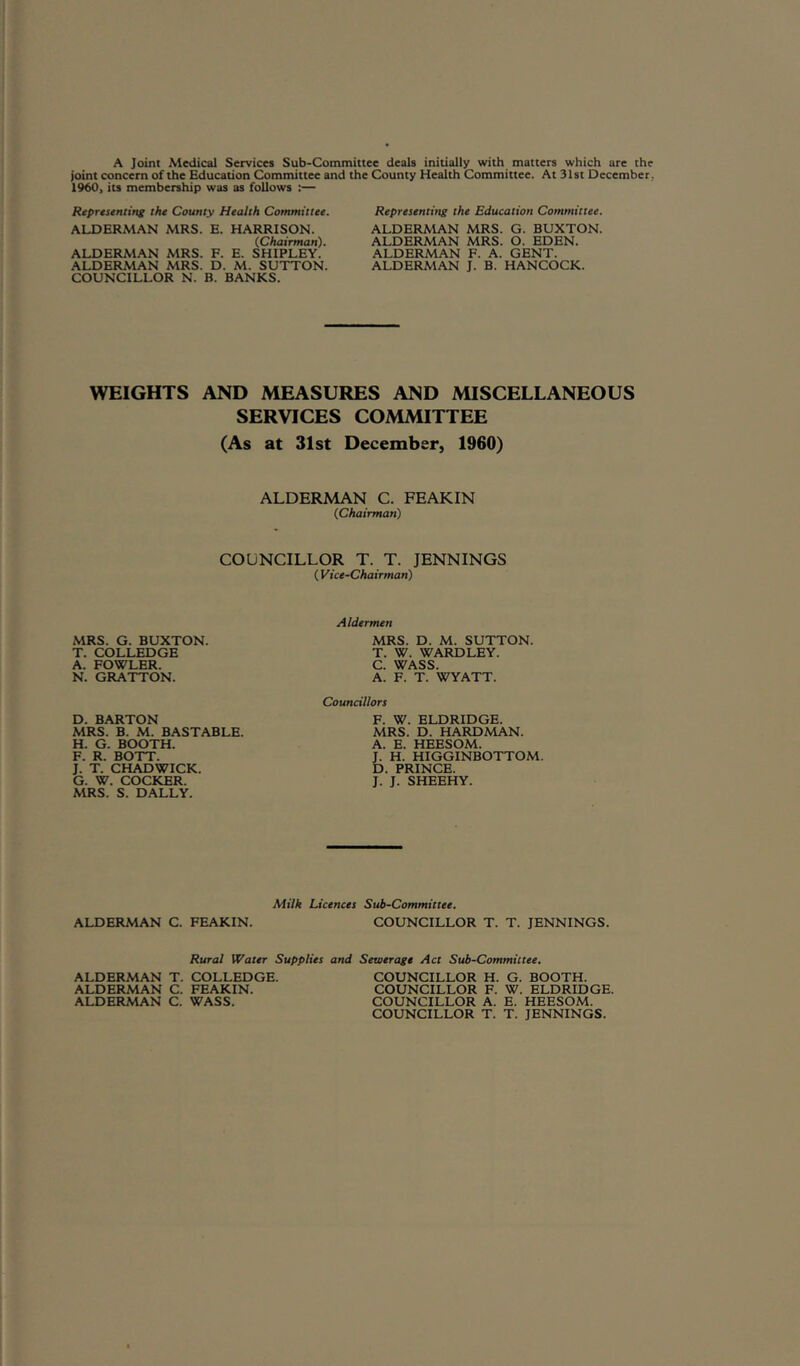 A Joint Medical Services Sub-Committee deals initially with matters which are the
joint concern of the Education Committee and the County Health Committee. At 31st December,
1960, its membership was as follows :—
Representing the County Health Committee.
ALDERMAN MRS. E. HARRISON.
(Chairman).
ALDERMAN MRS. F. E. SHIPLEY.
ALDERMAN MRS. D. M. SUTTON.
COUNCILLOR N. B. BANKS.
Representing the Education Committee.
ALDERMAN MRS. G. BUXTON.
ALDERMAN MRS. O. EDEN.
ALDERMAN F. A. GENT.
ALDERMAN J. B. HANCOCK.
WEIGHTS AND MEASURES AND MISCELLANEOUS
SERVICES COMMITTEE
(As at 31st December, 1960)
ALDERMAN C. FEAKIN
(Chairman)
COUNCILLOR T. T. JENNINGS
(Vice-Chairman)
Aldermen
MRS. G. BUXTON.
T. COLLEDGE
A. FOWLER.
N. GRATTON.
MRS. D. M. SUTTON.
T. W. WARDLEY.
C. WASS.
A. F. T. WYATT.
Councillors
D. BARTON
MRS. B. M. BASTABLE.
H. G. BOOTH.
F. R. BOTT.
J. T. CHADWICK.
G. W. COCKER.
MRS. S. DALLY.
F. W. ELDRIDGE.
MRS. D. HARDMAN.
A. E. HEESOM.
J. H. HIGGINBOTTOM.
D. PRINCE.
J. J. SHEEHY.
Milk Licences Sub-Committee.
ALDERMAN C. FEAKIN.
COUNCILLOR T. T. JENNINGS.
Rural Water Supplies and Sewerage Act Sub-Committee.
ALDERMAN T. COLLEDGE.
ALDERMAN C. FEAKIN.
ALDERMAN C. WASS.
COUNCILLOR H. G. BOOTH.
COUNCILLOR F. W. ELDRIDGE.
COUNCILLOR A. E. HEESOM.
COUNCILLOR T. T. JENNINGS.